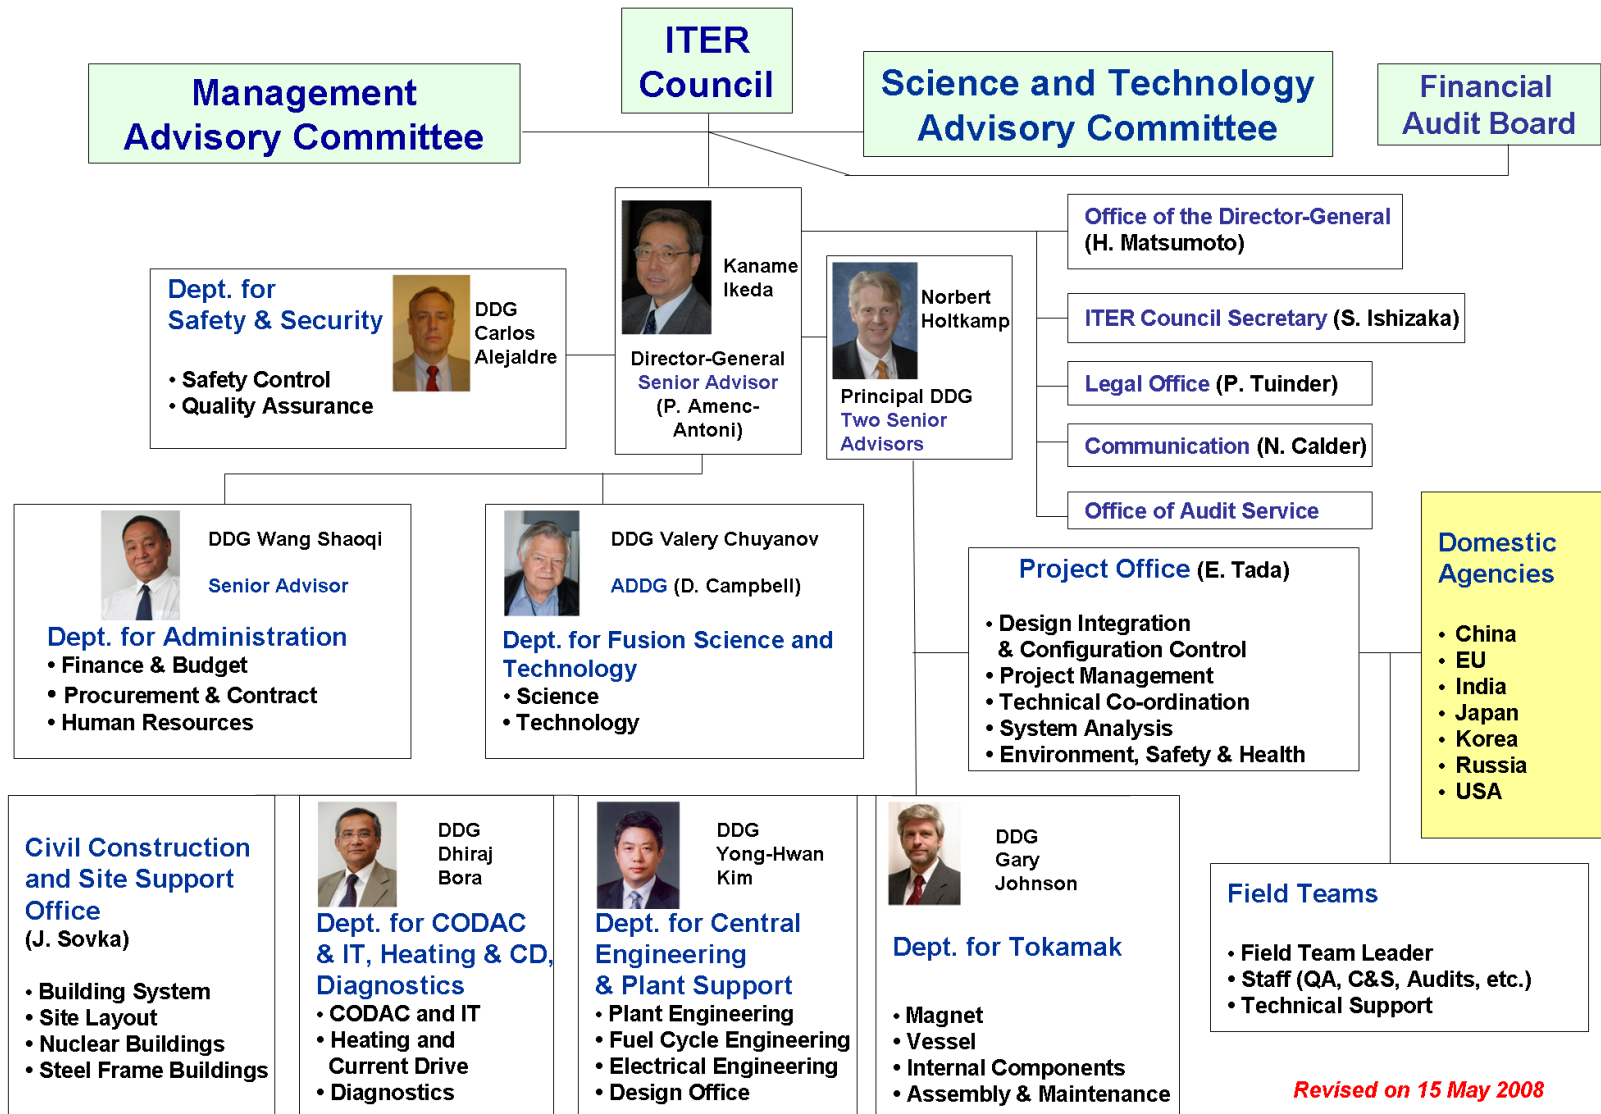 ITER
Council
Management
Advisory Committee
Science and Technology
Advisory Committee
Financial
Audit Board
Kaname
Ikeda
Director-General
Senior Advisor
(P. Amenc-
Antoni)
Dept. for
Safety & Security
DDG
Carlos
Alejaldre
• Safety Control
• Quality Assurance
Norbert
Holtkamp
Principal DDG
Two Senior
Advisors
Office of the Director-General
(H. Matsumoto)
ITER Council Secretary (S. Ishizaka)
Legal Office (P. Tuinder)
Communication (N. Calder)
Office of Audit Service
DDG Wang Shaoqi
Senior Advisor
Dept. for Administration
• Finance & Budget
• Procurement & Contract
• Human Resources
DDG Valery Chuyanov
ADDG (D. Campbell)
Dept. for Fusion Science and
Technology
• Science
• Technology
Project Office (E. Tada)
• Design Integration
& Configuration Control
• Project Management
• Technical Co-ordination
• System Analysis
• Environment, Safety & Health
Domestic
Agencies
• China
• EU
• India
• Japan
• Korea
• Russia
• USA
Civil Construction
and Site Support
Office
(J. Sovka)
• Building System
• Site Layout
• Nuclear Buildings
• Steel Frame Buildings
DDG
Dhiraj
Bora
Dept. for CODAC
& IT, Heating & CD,
Diagnostics
• CODAC and IT
• Heating and
Current Drive
• Diagnostics
DDG
Yong-Hwan
Kim
Dept. for Central
Engineering
& Plant Support
• Plant Engineering
• Fuel Cycle Engineering
• Electrical Engineering
• Design Office
DDG
Gary
Johnson
Dept. for Tokamak
• Magnet
• Vessel
• Internal Components
• Assembly & Maintenance
Field Teams
• Field Team Leader
• Staff (QA, C&S, Audits, etc.)
• Technical Support
Revised on 15 May 2008